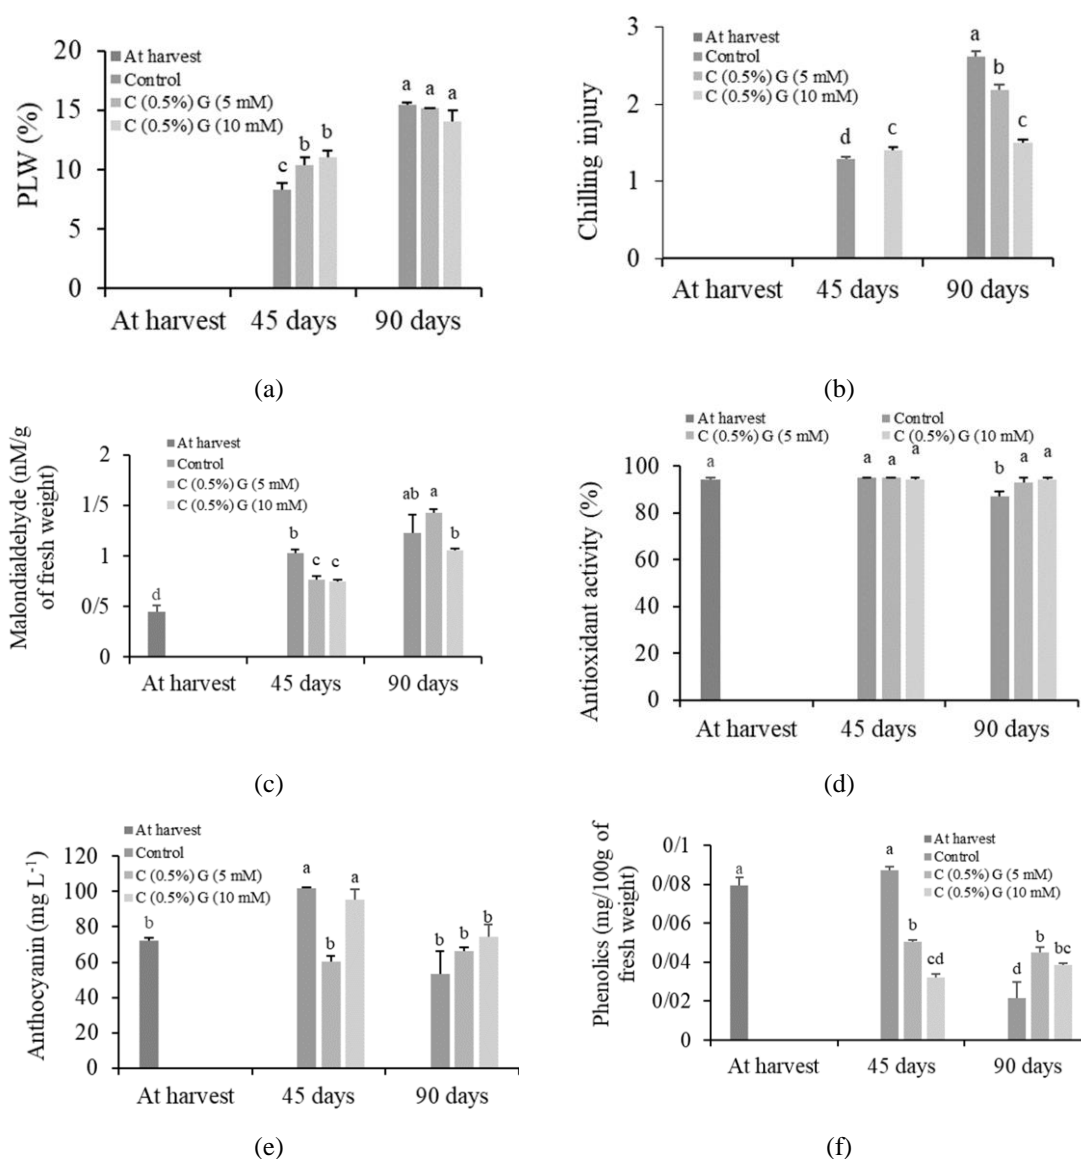 At harvest
Control
C (0.5%) G (5 mM)
C (0.5%) G (10 mM)
PLW (%)
20
15
10
5
0
c
b
b
a
a
a
At harvest
45 days
90 days
(a)
At harvest
Control
C (0.5%) G (5 mM)
C (0.5%) G (10 mM)
Chilling injury
3
2
1
0
d
c
a
b
c
At harvest
45 days
90 days
(b)
At harvest
Control
C (0.5%) G (5 mM)
C (0.5%) G (10 mM)
Malondialdehyde (nM/g
of fresh weight)
2
1/5
1
0/5
0
d
b
c
c
ab
a
b
At harvest
45 days
90 days
(c)
At harvest
Control
C (0.5%) G (5 mM)
C (0.5%) G (10 mM)
Antioxidant activity (%)
100
80
60
40
20
0
a
a
a
a
b
a
a
At harvest
45 days
90 days
(d)
At harvest
Control
C (0.5%) G (5 mM)
C (0.5%) G (10 mM)
Anthocyanin (mg L⁻¹)
120
100
80
60
40
20
0
b
a
b
a
b
b
b
At harvest
45 days
90 days
(e)
At harvest
Control
C (0.5%) G (5 mM)
C (0.5%) G (10 mM)
Phenolics (mg/100g of
fresh weight)
0/1
0/08
0/06
0/04
0/02
0
a
a
b
cd
d
b
bc
At harvest
45 days
90 days
(f)